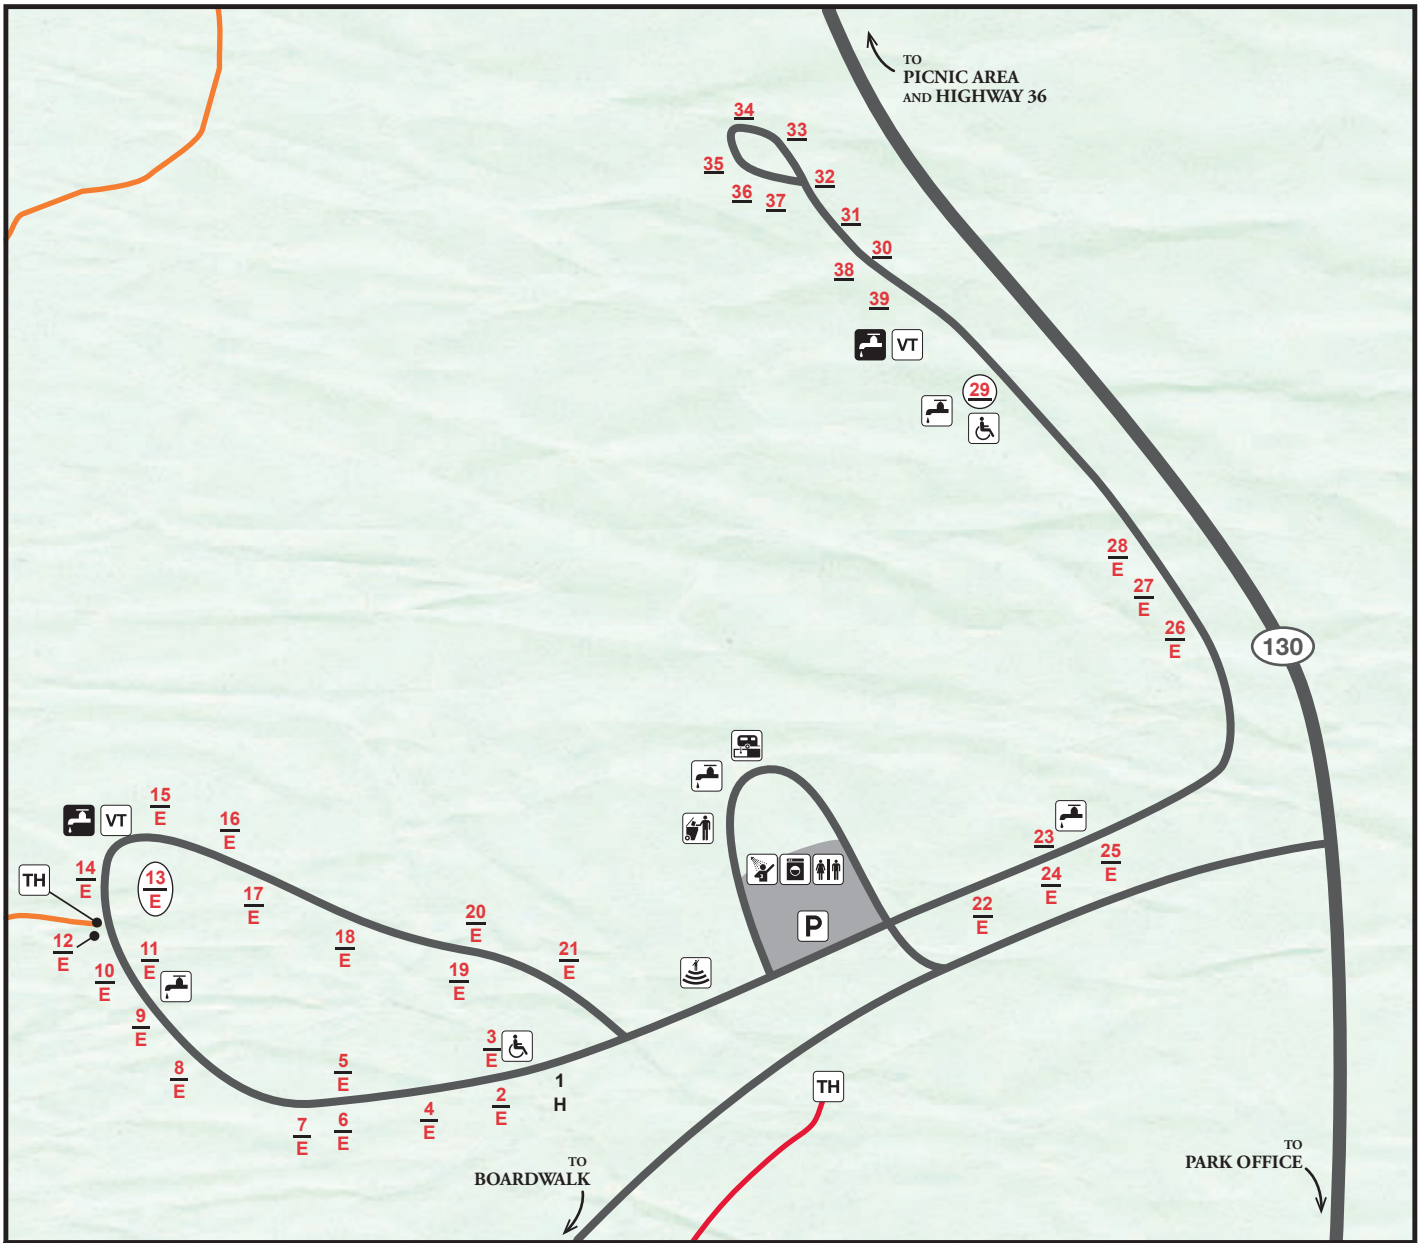 TO
PICNIC AREA
AND HIGHWAY 36
34
33
35
32
36
37
31
30
38
39
VT
29
28
E
27
E
26
E
130
15
E
16
E
VT
14
E
TH
13
E
17
E
12
E
11
E
10
E
9
E
8
E
18
E
20
E
19
E
21
E
3
E
5
E
7
E
6
E
4
E
2
E
1
H
P
23
22
E
24
E
25
E
TH
TO
BOARDWALK
TO
PARK OFFICE